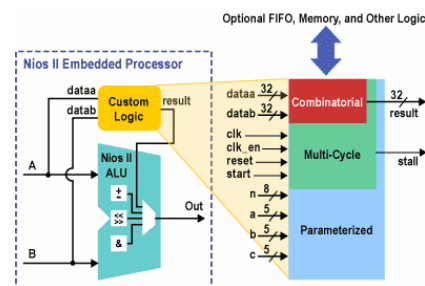 Optional FIFO, Memory, and Other Logic
Nios II Embedded Processor
dataa
datab
Custom
Logic
result
A
Nios II
ALU
+
−
<<
>>
&
Out
B
dataa 32
datab 32
clk
clk_en
reset
start
n 8
a 5
b 5
c 5
Combinatorial
Multi-Cycle
Parameterized
32
result
stall